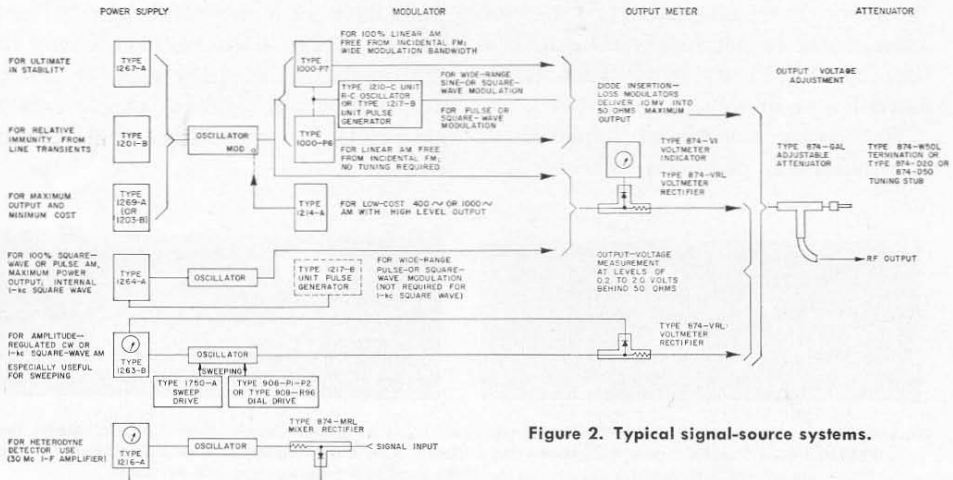 POWER SUPPLY
MODULATOR
OUTPUT METER
ATTENUATOR
FOR ULTIMATE
IN STABILITY
TYPE
1267-A
FOR RELATIVE
IMMUNITY FROM
LINE TRANSIENTS
TYPE
1201-B
FOR MAXIMUM
OUTPUT AND
MINIMUM COST
TYPE
1269-A
(OR
1203-B)
OSCILLATOR
MOD
FOR 100% LINEAR AM
FREE FROM INCIDENTAL FM;
WIDE MODULATION BANDWIDTH
TYPE
1000-P7
TYPE 1210-C UNIT
R-C OSCILLATOR
OR TYPE 1217-B
UNIT PULSE
GENERATOR
FOR WIDE-RANGE
SINE-OR SQUARE-
WAVE MODULATION
FOR PULSE OR
SQUARE-WAVE
MODULATION
TYPE
1000-P6
FOR LINEAR AM FREE
FROM INCIDENTAL FM;
NO TUNING REQUIRED
TYPE
1214-A
FOR LOW-COST 400~ OR 1000~
AM WITH HIGH LEVEL OUTPUT
DIODE INSERTION-
LOSS MODULATORS
DELIVER 10MV INTO
50 OHMS MAXIMUM
OUTPUT
TYPE 874-VI
VOLTMETER
INDICATOR
TYPE 874-VRL
VOLTMETER
RECTIFIER
OUTPUT VOLTAGE
ADJUSTMENT
TYPE 874-GAL
ADJUSTABLE
ATTENUATOR
TYPE 874-W50L
TERMINATION OR
TYPE 874-D20 OR
874-D50
TUNING STUB
RF OUTPUT
FOR 100% SQUARE-
WAVE OR PULSE AM,
MAXIMUM POWER
OUTPUT; INTERNAL
1-kc SQUARE WAVE
TYPE
1264-A
OSCILLATOR
TYPE 1217-B
UNIT PULSE
GENERATOR
FOR WIDE-RANGE
PULSE-OR SQUARE-
WAVE MODULATION
(NOT REQUIRED FOR
1-kc SQUARE WAVE)
OUTPUT-VOLTAGE
MEASUREMENT
AT LEVELS OF
0.2 TO 2.0 VOLTS
BEHIND 50 OHMS
FOR AMPLITUDE-
REGULATED CW OR
1-kc SQUARE-WAVE AM
ESPECIALLY USEFUL
FOR SWEEPING
TYPE
1263-B
OSCILLATOR
SWEEPING
TYPE 1750-A
SWEEP
DRIVE
TYPE 908-P1-P2
OR TYPE 908-R96
DIAL DRIVE
TYPE 874-VRL
VOLTMETER
RECTIFIER
FOR HETERODYNE
DETECTOR USE
(30 Mc I-F AMPLIFIER)
TYPE
1216-A
OSCILLATOR
TYPE 874-MRL
MIXER RECTIFIER
SIGNAL INPUT
Figure 2. Typical signal-source systems.